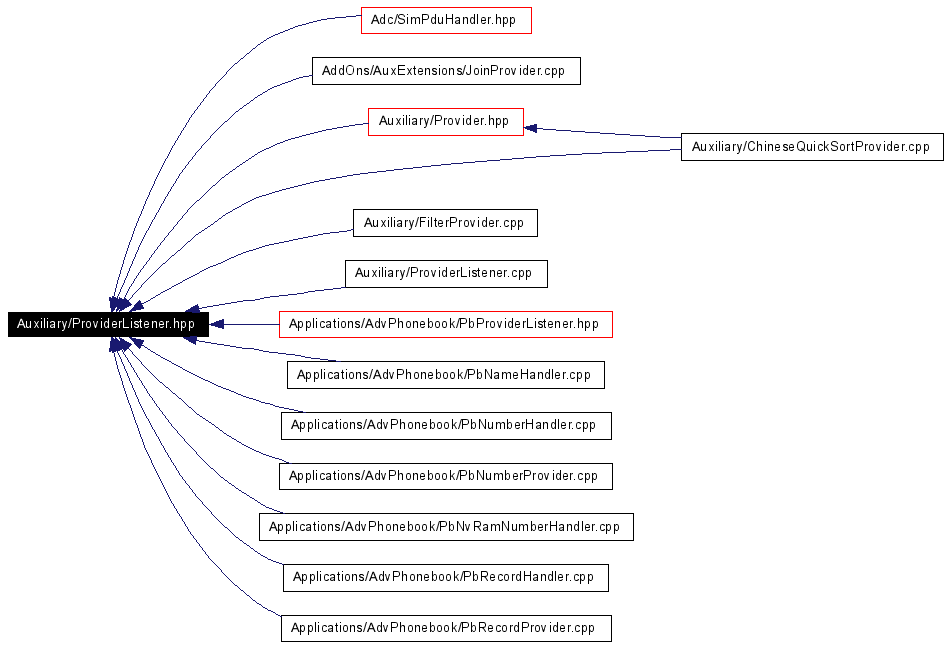 Adc/SimPduHandler.hpp
AddOns/AuxExtensions/JoinProvider.cpp
Auxiliary/Provider.hpp
Auxiliary/ChineseQuickSortProvider.cpp
Auxiliary/FilterProvider.cpp
Auxiliary/ProviderListener.cpp
Auxiliary/ProviderListener.hpp
Applications/AdvPhonebook/PbProviderListener.hpp
Applications/AdvPhonebook/PbNameHandler.cpp
Applications/AdvPhonebook/PbNumberHandler.cpp
Applications/AdvPhonebook/PbNumberProvider.cpp
Applications/AdvPhonebook/PbNvRamNumberHandler.cpp
Applications/AdvPhonebook/PbRecordHandler.cpp
Applications/AdvPhonebook/PbRecordProvider.cpp